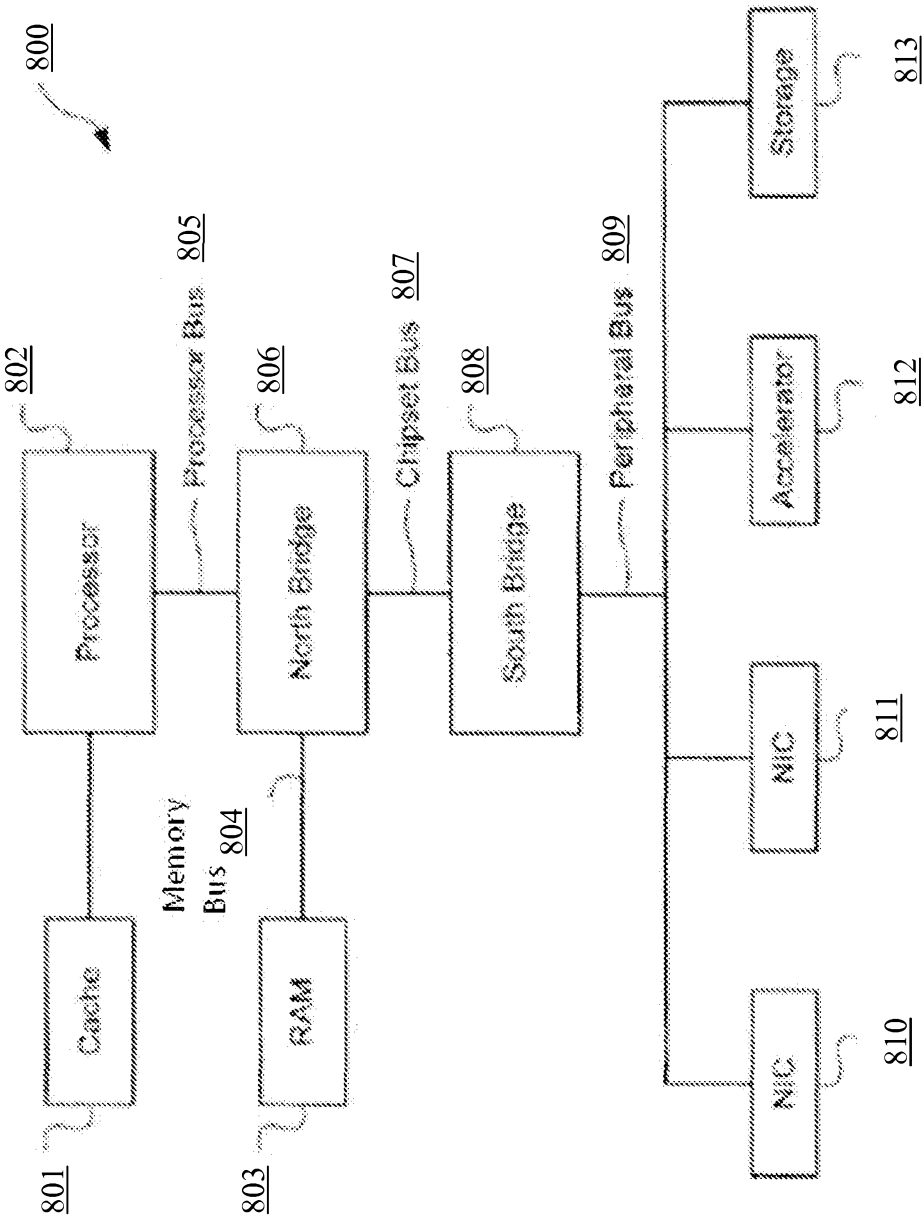 800
802
801
Cache
Processor
Processor Bus 805
Memory
Bus 804
806
803
RAM
North Bridge
Chipset Bus 807
808
South Bridge
Peripheral Bus 809
NIC
NIC
Accelerator
Storage
810
811
812
813